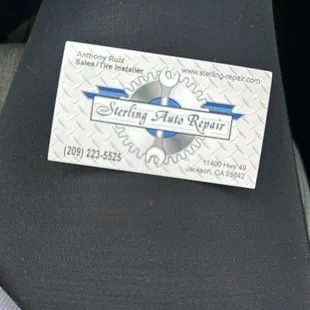 Anthony Ruiz
Sales/Tire Installer
www.sterling-repair.com
Sterling Auto Repair
(209) 223-5525
11400 Hwy 49
Jackson, CA 95642